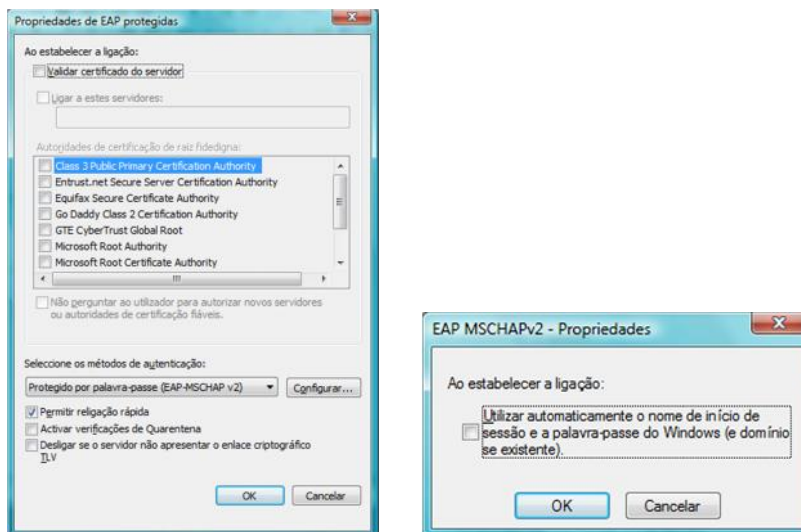 Propriedades de EAP protegidas
Ao estabelecer a ligação:
Validar certificado do servidor
Ligar a estes servidores:
Autoridades de certificação de raiz fidedigna:
Class 3 Public Primary Certification Authority
Entrust.net Secure Server Certification Authority
Equifax Secure Certificate Authority
Go Daddy Class 2 Certification Authority
GTE CyberTrust Global Root
Microsoft Root Authority
Microsoft Root Certificate Authority
Não perguntar ao utilizador para autorizar novos servidores
ou autoridades de certificação fiáveis.
Seleccione os métodos de autenticação:
Protegido por palavra-passe (EAP-MSCHAP v2)
Configurar...
Permitir religação rápida
Activar verificações de Quarentena
Desligar se o servidor não apresentar o enlace criptográfico
TLV
OK
Cancelar
EAP MSCHAPv2 - Propriedades
Ao estabelecer a ligação:
Utilizar automaticamente o nome de início de
sessão e a palavra-passe do Windows (e domínio
se existente).
OK
Cancelar